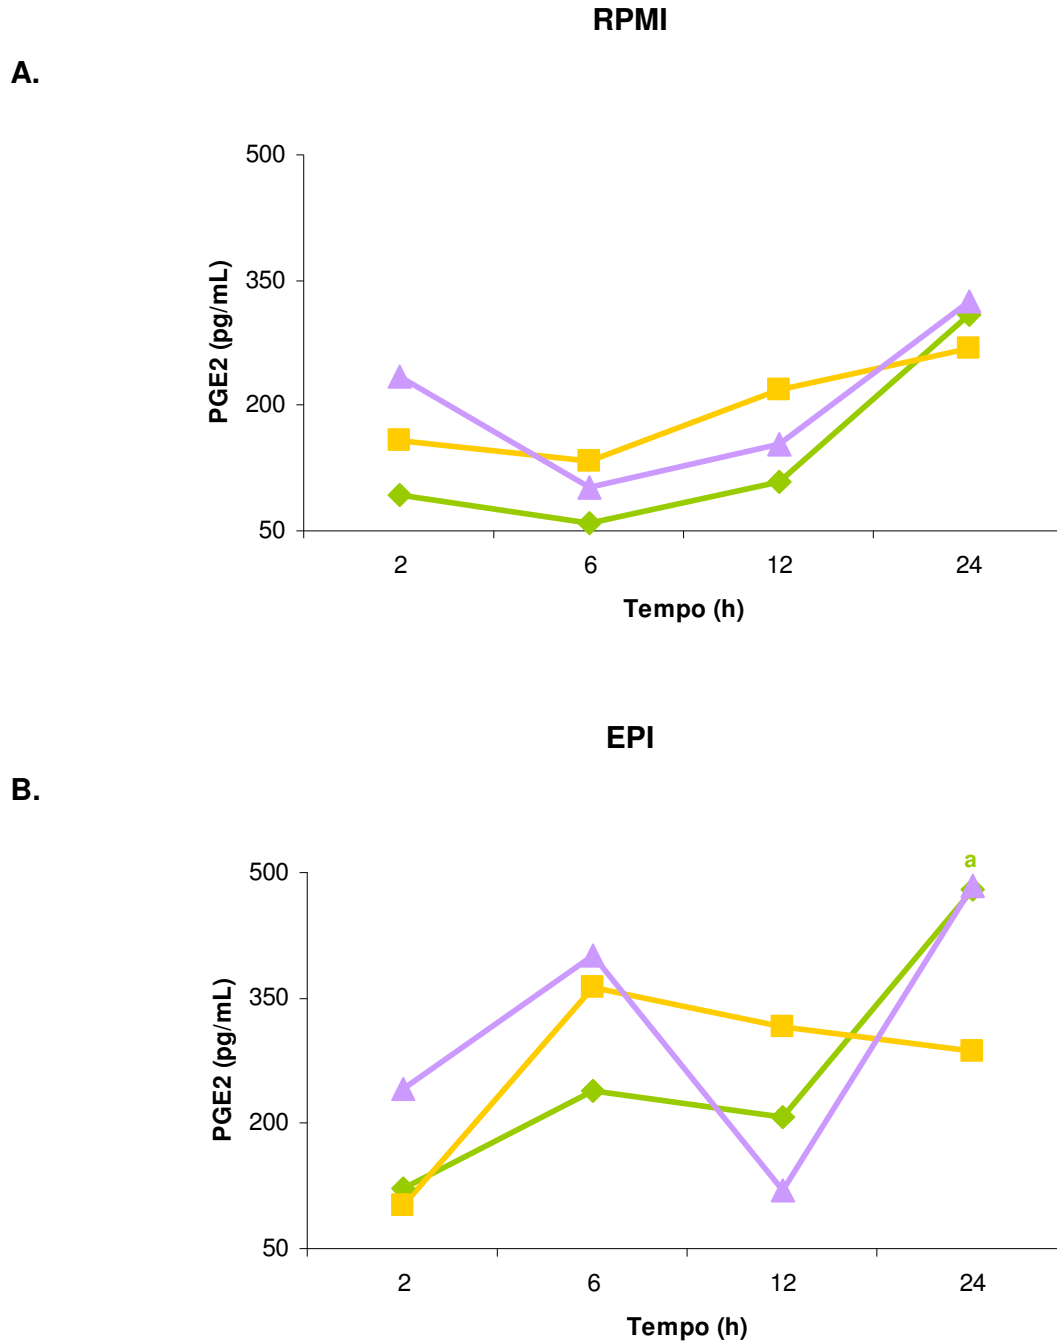 RPMI
A.
500
350
200
50
PGE2 (pg/mL)
2 6 12 24
Tempo (h)
EPI
B.
a
500
350
200
50
PGE2 (pg/mL)
2 6 12 24
Tempo (h)